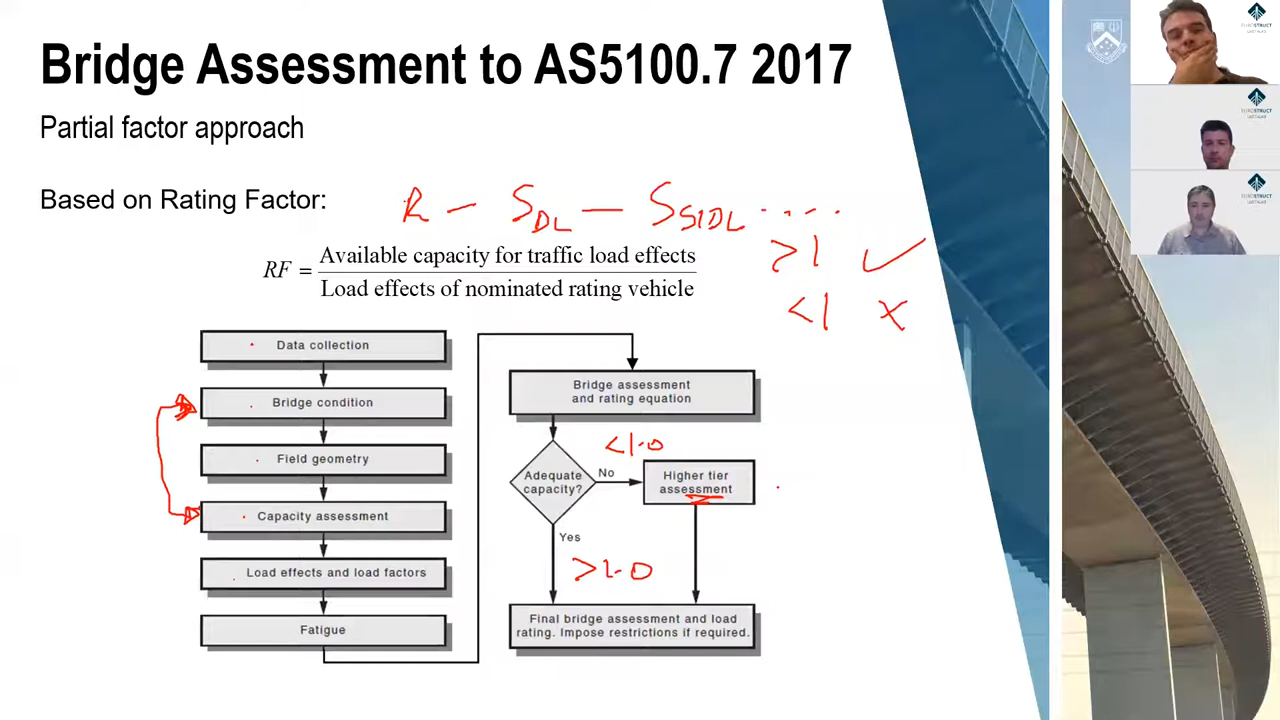 Bridge Assessment to AS5100.7 2017
Partial factor approach
Based on Rating Factor:
R - S_DL - S_SIDL ....
RF = Available capacity for traffic load effects
Load effects of nominated rating vehicle
>1 ✓
<1 ×
Data collection
Bridge condition
Field geometry
Capacity assessment
Load effects and load factors
Fatigue
Bridge assessment
and rating equation
<1.0
Adequate
capacity?
No
Higher tier
assessment
Yes
>1.0
Final bridge assessment and load
rating. Impose restrictions if required.
EUROSTRUCT
EUROSTRUCT
EUROSTRUCT